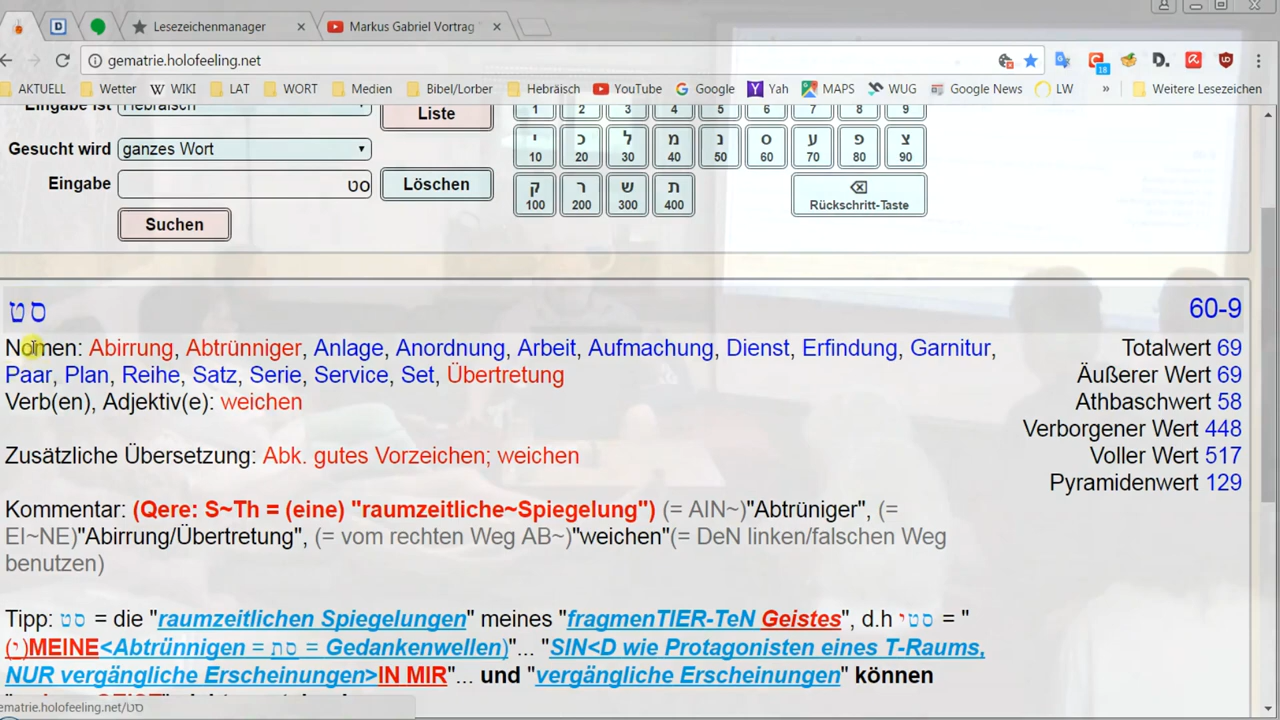 Lesezeichenmanager
Markus Gabriel Vortrag
gematrie.holofeeling.net
AKTUELL Wetter WIKI LAT WORT Medien Bibel/Lorber Hebräisch YouTube Google Yah MAPS WUG Google News LW » Weitere Lesezeichen
Eingabe ist Hebräisch
Liste
1 2 3 4 5 6 7 8 9
Gesucht wird ganzes Wort
י כ ל מ נ ס ע פ צ
10 20 30 40 50 60 70 80 90
Eingabe סט Löschen
ק ר ש ת
100 200 300 400
Rückschritt-Taste
Suchen
סט 60-9
Nomen: Abirrung, Abtrünniger, Anlage, Anordnung, Arbeit, Aufmachung, Dienst, Erfindung, Garnitur,
Paar, Plan, Reihe, Satz, Serie, Service, Set, Übertretung
Verb(en), Adjektiv(e): weichen
Totalwert 69
Äußerer Wert 69
Athbaschwert 58
Verborgener Wert 448
Voller Wert 517
Pyramidenwert 129
Zusätzliche Übersetzung: Abk. gutes Vorzeichen; weichen
Kommentar: (Qere: S~Th = (eine) "raumzeitliche~Spiegelung") (= AIN~)"Abtrüniger", (=
EI~NE)"Abirrung/Übertretung", (= vom rechten Weg AB~)"weichen"(= DeN linken/falschen Weg
benutzen)
Tipp: סט = die "raumzeitlichen Spiegelungen" meines "fragmenTIER-TeN Geistes", d.h סטי = "
(י)MEINE<Abtrünnigen = סת = Gedankenwellen)"... "SIN<D wie Protagonisten eines T-Raums,
NUR vergängliche Erscheinungen>IN MIR"... und "vergängliche Erscheinungen" können
ematrie.holofeeling.net/סט